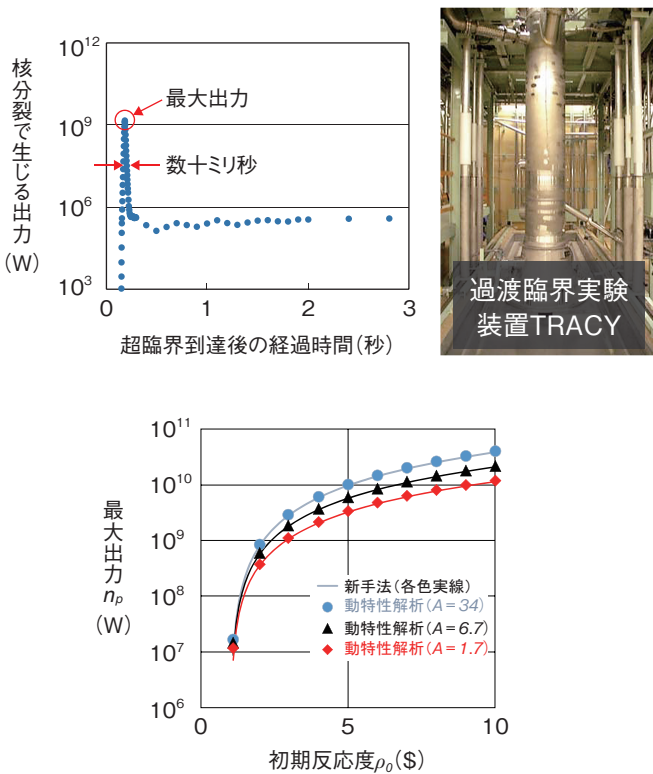 核分裂で生じる出力
(W)
10¹²
10⁹
10⁶
10³
最大出力
数十ミリ秒
0
1
2
3
超臨界到達後の経過時間(秒)
過渡臨界実験
装置TRACY
最大出力
nₚ
(W)
10¹¹
10¹⁰
10⁹
10⁸
10⁷
10⁶
新手法(各色実線)
動特性解析(A=34)
動特性解析(A=6.7)
動特性解析(A=1.7)
0
5
10
初期反応度ρ₀($)